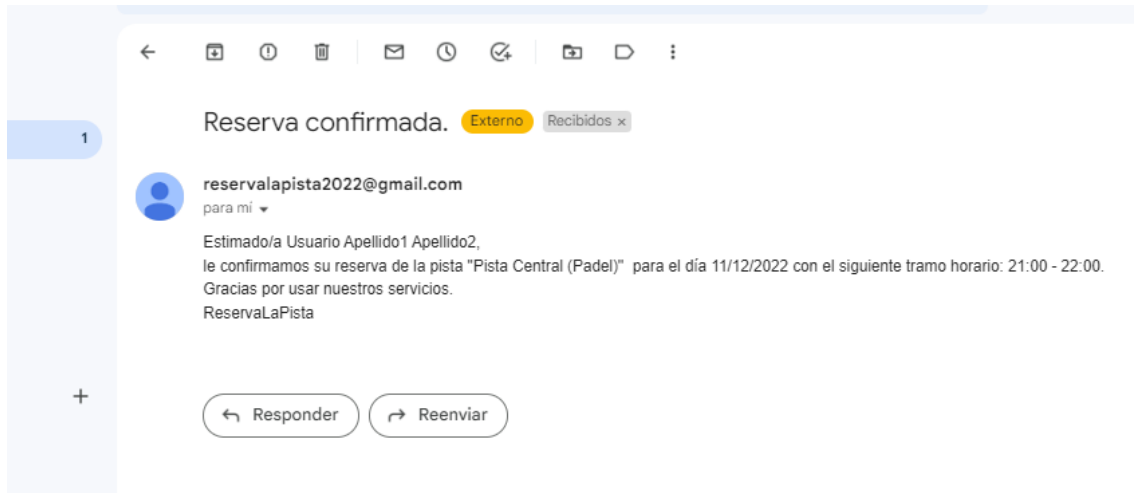 Reserva confirmada. Externo Recibidos ×
1
reservalapista2022@gmail.com
para mí
Estimado/a Usuario Apellido1 Apellido2,
le confirmamos su reserva de la pista "Pista Central (Padel)"  para el día 11/12/2022 con el siguiente tramo horario: 21:00 - 22:00.
Gracias por usar nuestros servicios.
ReservaLaPista
Responder Reenviar